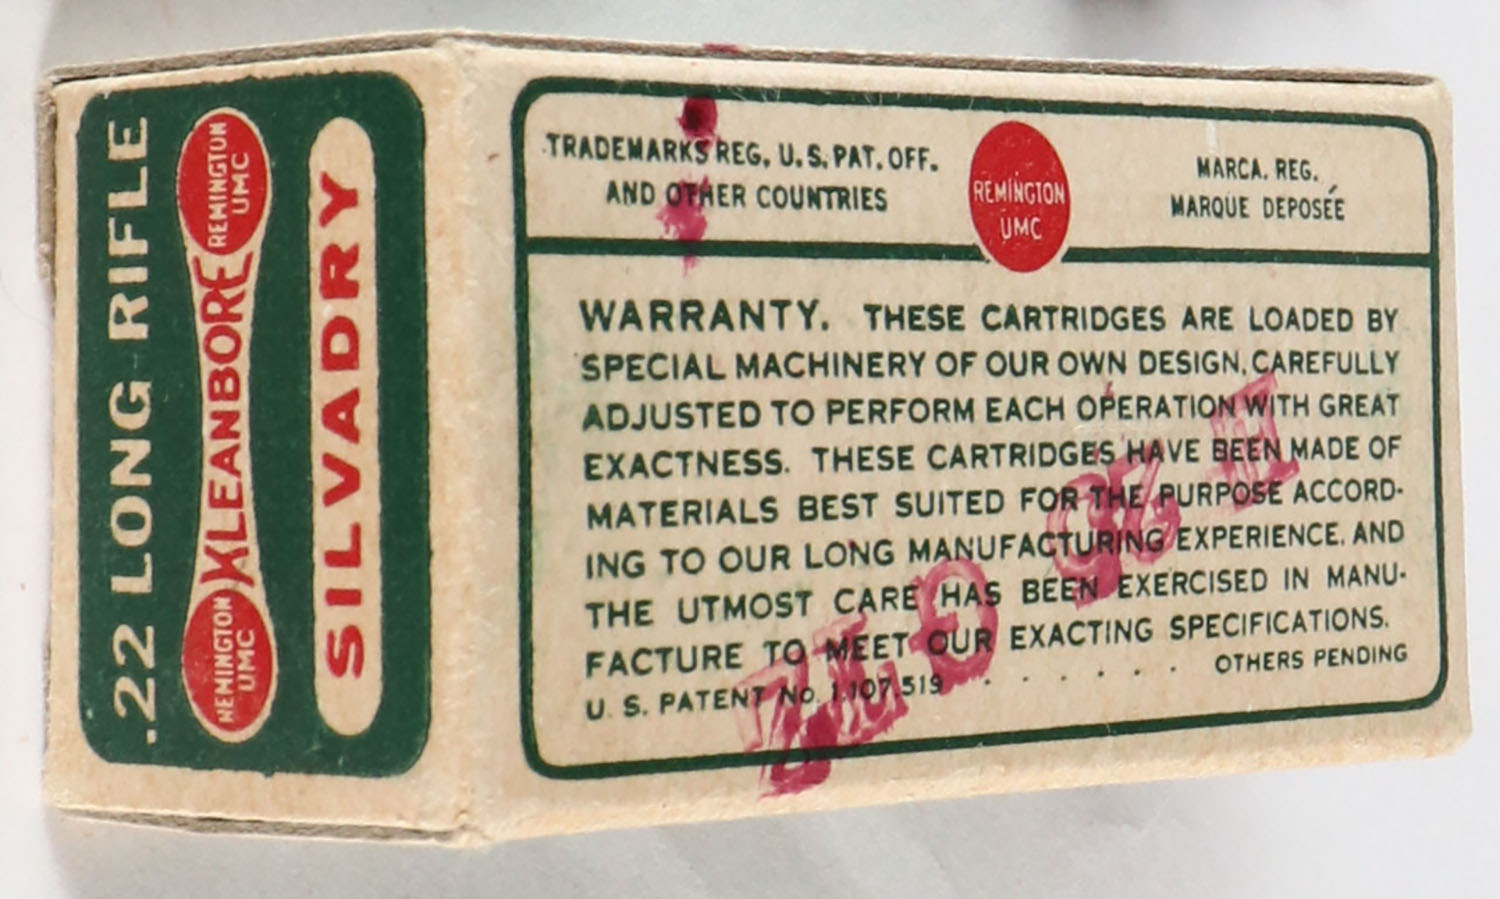 .22 LONG RIFLE
REMINGTON
UMC
KLEANBORE
REMINGTON
UMC
SILVADRY
TRADEMARKS REG. U.S. PAT. OFF.
AND OTHER COUNTRIES
REMINGTON
UMC
MARCA. REG.
MARQUE DEPOSÉE
WARRANTY. THESE CARTRIDGES ARE LOADED BY
SPECIAL MACHINERY OF OUR OWN DESIGN, CAREFULLY
ADJUSTED TO PERFORM EACH OPERATION WITH GREAT
EXACTNESS. THESE CARTRIDGES HAVE BEEN MADE OF
MATERIALS BEST SUITED FOR THE PURPOSE ACCORD-
ING TO OUR LONG MANUFACTURING EXPERIENCE, AND
THE UTMOST CARE HAS BEEN EXERCISED IN MANU-
FACTURE TO MEET OUR EXACTING SPECIFICATIONS.
U. S. PATENT No. 1.107.519 . . . . . . . OTHERS PENDING